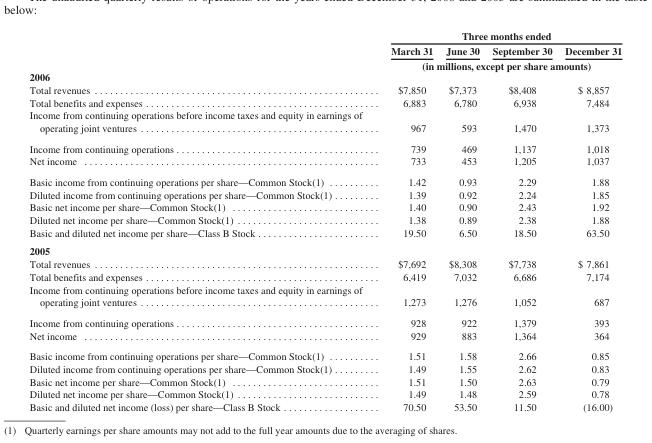 below:
Three months ended
March 31 June 30 September 30 December 31
(in millions, except per share amounts)
2006
Total revenues $7,850 $7,373 $8,408 $ 8,857
Total benefits and expenses 6,883 6,780 6,938 7,484
Income from continuing operations before income taxes and equity in earnings of
operating joint ventures 967 593 1,470 1,373
Income from continuing operations 739 469 1,137 1,018
Net income 733 453 1,205 1,037
Basic income from continuing operations per share—Common Stock(1) 1.42 0.93 2.29 1.88
Diluted income from continuing operations per share—Common Stock(1) 1.39 0.92 2.24 1.85
Basic net income per share—Common Stock(1) 1.40 0.90 2.43 1.92
Diluted net income per share—Common Stock(1) 1.38 0.89 2.38 1.88
Basic and diluted net income per share—Class B Stock 19.50 6.50 18.50 63.50
2005
Total revenues $7,692 $8,308 $7,738 $ 7,861
Total benefits and expenses 6,419 7,032 6,686 7,174
Income from continuing operations before income taxes and equity in earnings of
operating joint ventures 1,273 1,276 1,052 687
Income from continuing operations 928 922 1,379 393
Net income 929 883 1,364 364
Basic income from continuing operations per share—Common Stock(1) 1.51 1.58 2.66 0.85
Diluted income from continuing operations per share—Common Stock(1) 1.49 1.55 2.62 0.83
Basic net income per share—Common Stock(1) 1.51 1.50 2.63 0.79
Diluted net income per share—Common Stock(1) 1.49 1.48 2.59 0.78
Basic and diluted net income (loss) per share—Class B Stock 70.50 53.50 11.50 (16.00)
(1) Quarterly earnings per share amounts may not add to the full year amounts due to the averaging of shares.